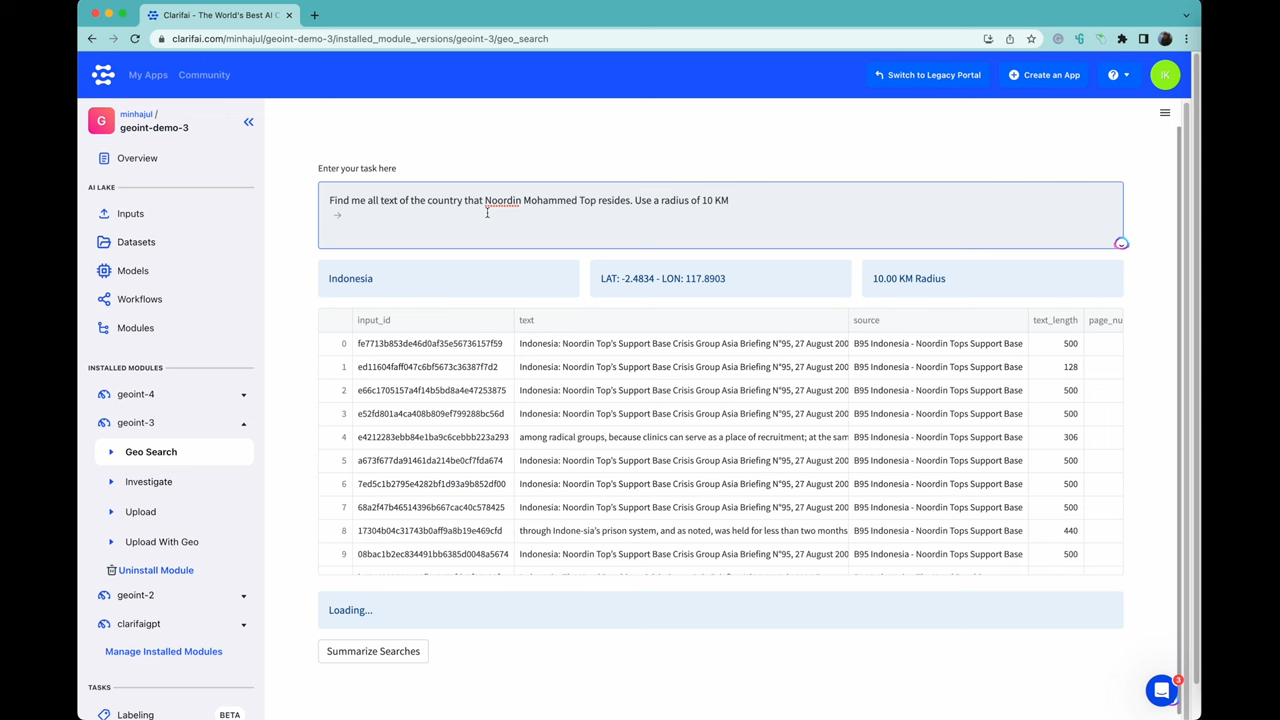 Clarifai - The World's Best AI C
clarifai.com/minhajul/geoint-demo-3/installed_module_versions/geoint-3/geo_search
My Apps Community Switch to Legacy Portal Create an App ? IK
G minhajul /
geoint-demo-3
Overview
AI LAKE
Inputs
Datasets
Models
Workflows
Modules
INSTALLED MODULES
geoint-4
geoint-3
Geo Search
Investigate
Upload
Upload With Geo
Uninstall Module
geoint-2
clarifaigpt
Manage Installed Modules
TASKS
Labeling BETA
Enter your task here
Find me all text of the country that Noordin Mohammed Top resides. Use a radius of 10 KM
Indonesia LAT: -2.4834 - LON: 117.8903 10.00 KM Radius
input_id text source text_length page_nu
0 fe7713b853de46d0af35e56736157f59 Indonesia: Noordin Top's Support Base Crisis Group Asia Briefing N°95, 27 August 200 B95 Indonesia - Noordin Tops Support Base 500
1 ed11604faff047c6bf5673c36387f7d2 Indonesia: Noordin Top's Support Base Crisis Group Asia Briefing N°95, 27 August 200 B95 Indonesia - Noordin Tops Support Base 128
2 e66c1705157a4f14b5bd8a4e47253875 Indonesia: Noordin Top's Support Base Crisis Group Asia Briefing N°95, 27 August 200 B95 Indonesia - Noordin Tops Support Base 500
3 e52fd801a4ca408b809ef799288bc56d Indonesia: Noordin Top's Support Base Crisis Group Asia Briefing N°95, 27 August 200 B95 Indonesia - Noordin Tops Support Base 500
4 e4212283ebb84e1ba9c6cebbb223a293 among radical groups, because clinics can serve as a place of recruitment; at the sam B95 Indonesia - Noordin Tops Support Base 306
5 a673f677da91461da214be0cf7fda674 Indonesia: Noordin Top's Support Base Crisis Group Asia Briefing N°95, 27 August 200 B95 Indonesia - Noordin Tops Support Base 500
6 7ed5c1b2795e4282bf1d93a9b852df00 Indonesia: Noordin Top's Support Base Crisis Group Asia Briefing N°95, 27 August 200 B95 Indonesia - Noordin Tops Support Base 500
7 68a2f47b46514396b667cac40c578425 Indonesia: Noordin Top's Support Base Crisis Group Asia Briefing N°95, 27 August 200 B95 Indonesia - Noordin Tops Support Base 500
8 17304b04c31743b0aff9a8b19e469cfd through Indone-sia's prison system, and as noted, was held for less than two months B95 Indonesia - Noordin Tops Support Base 440
9 08bac1b2ec834491bb6385d0048a5674 Indonesia: Noordin Top's Support Base Crisis Group Asia Briefing N°95, 27 August 200 B95 Indonesia - Noordin Tops Support Base 500
Loading...
Summarize Searches
3